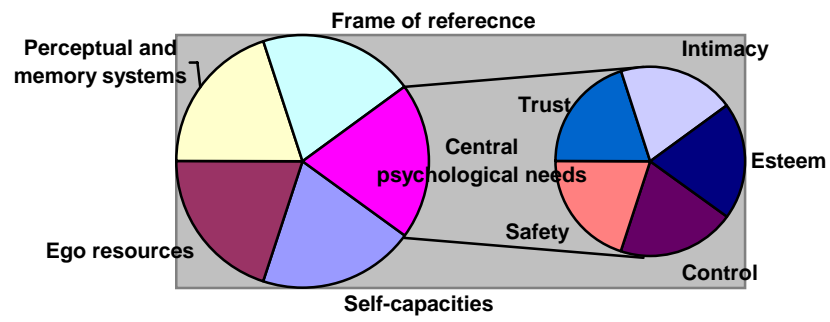 Frame of referecnce
Perceptual and
memory systems
Intimacy
Trust
Central
psychological needs
Esteem
Safety
Ego resources
Control
Self-capacities